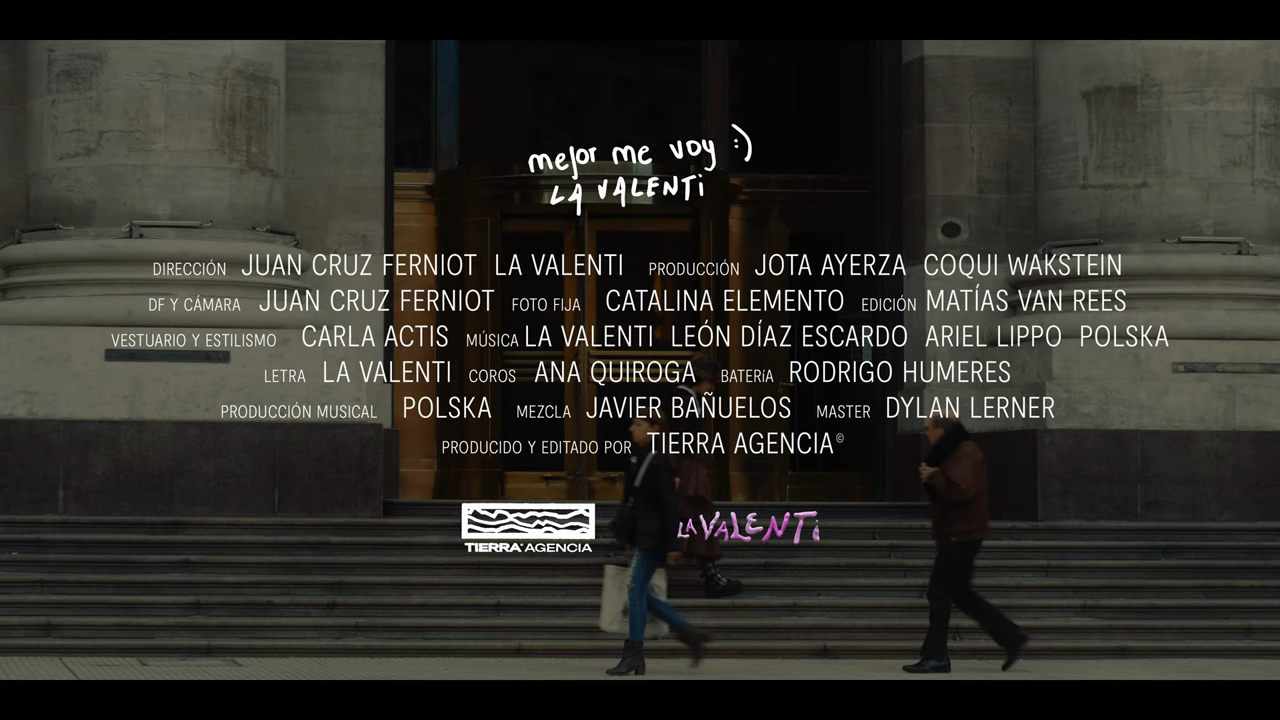 mejor me voy :)
LA VALENTi
DIRECCIÓN JUAN CRUZ FERNIOT LA VALENTI PRODUCCIÓN JOTA AYERZA COQUI WAKSTEIN
DF Y CÁMARA JUAN CRUZ FERNIOT FOTO FIJA CATALINA ELEMENTO EDICIÓN MATÍAS VAN REES
VESTUARIO Y ESTILISMO CARLA ACTIS MÚSICA LA VALENTI LEÓN DÍAZ ESCARDO ARIEL LIPPO POLSKA
LETRA LA VALENTI COROS ANA QUIROGA BATERíA RODRIGO HUMERES
PRODUCCIÓN MUSICAL POLSKA MEZCLA JAVIER BAÑUELOS MASTER DYLAN LERNER
PRODUCIDO Y EDITADO POR TIERRA AGENCIA©
TIERRA® AGENCIA
LA VALENTi